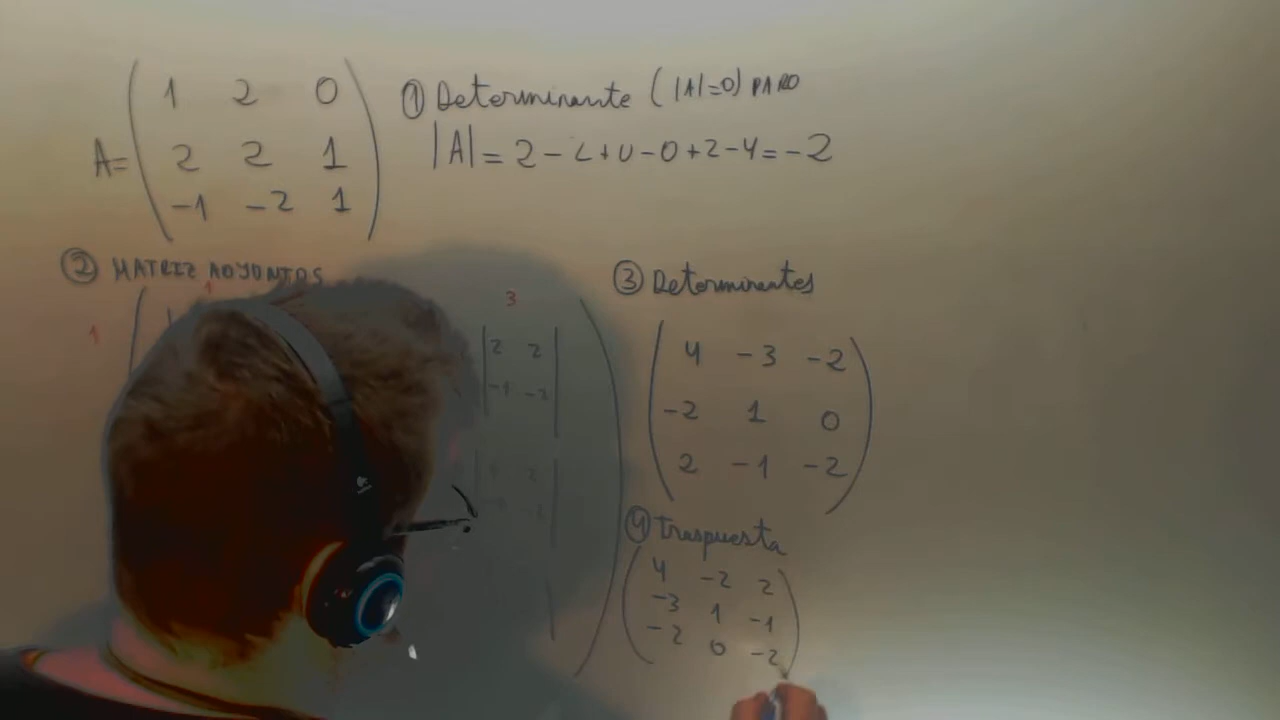 A= ( 1 2 0
2 2 1
-1 -2 1 )
① Determinante (|A|=0) PARO
|A| = 2 - 2 + 0 - 0 + 2 - 4 = -2
② MATRIZ ADJUNTOS
1
1
3
2 2
-1 -2
③ Determinantes
4 -3 -2
-2 1 0
2 -1 -2
④ Traspuesta
4 -2 2
-3 1 -1
-2 0 -2